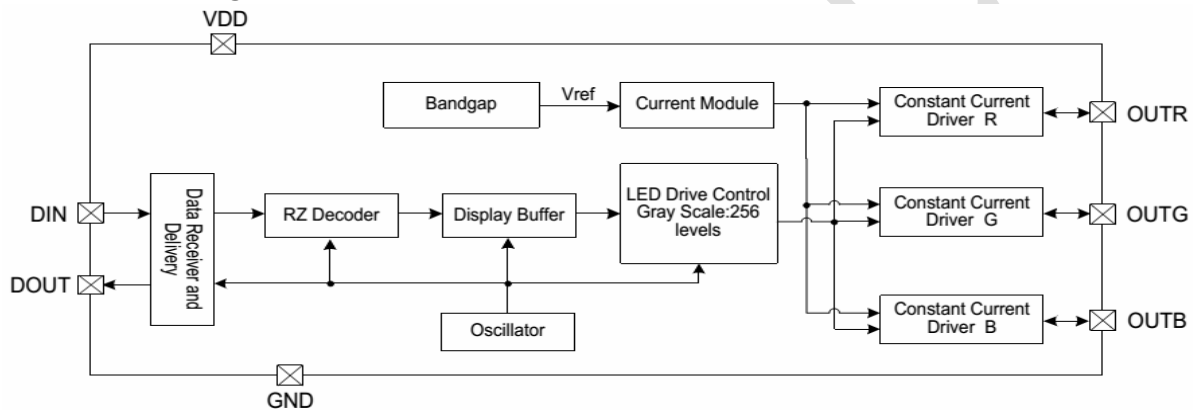 VDD
Bandgap
Vref
Current Module
Constant Current
Driver R
OUTR
DIN
Data Receiver and
Delivery
RZ Decoder
Display Buffer
LED Drive Control
Gray Scale:256
levels
Constant Current
Driver G
OUTG
DOUT
Oscillator
Constant Current
Driver B
OUTB
GND